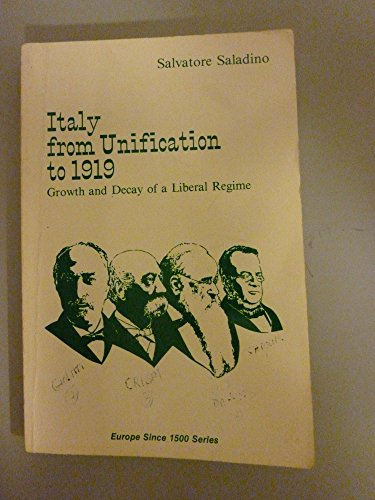 Salvatore Saladino
Italy
from Unification
to 1919
Growth and Decay of a Liberal Regime
CRISPI
Europe Since 1500 Series